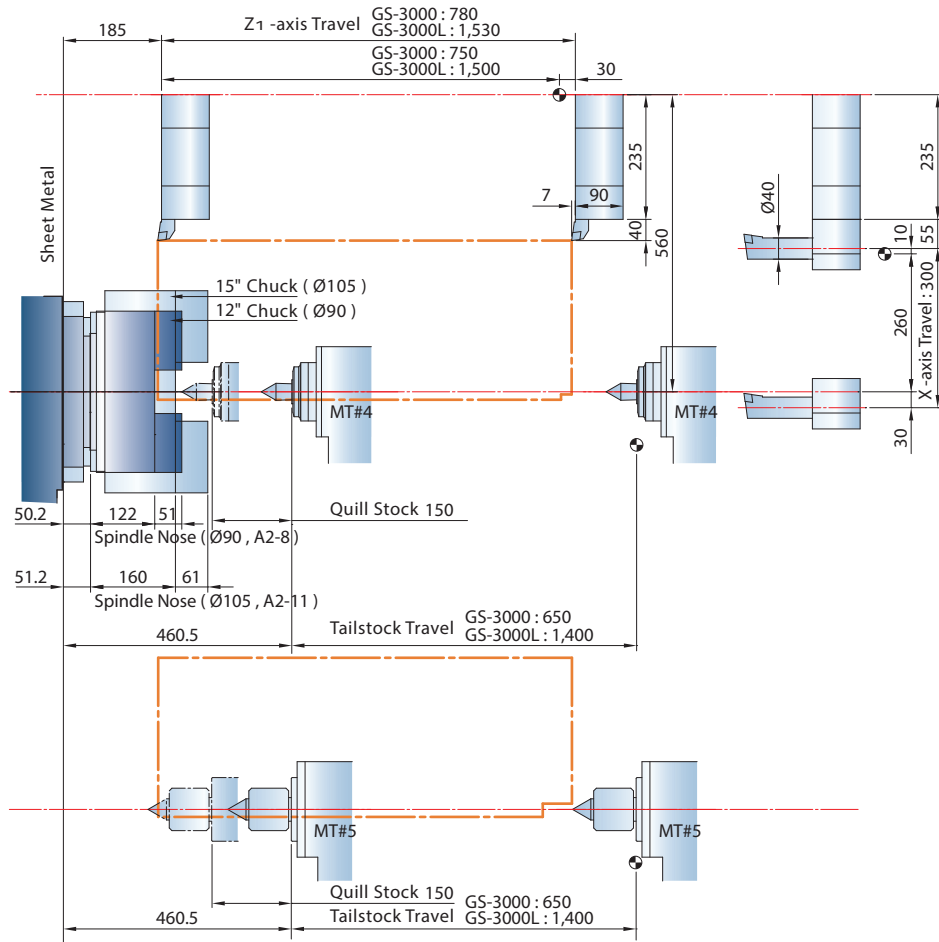 185
Z1 -axis Travel
GS-3000 : 780
GS-3000L : 1,530
GS-3000 : 750
GS-3000L : 1,500
30
Sheet Metal
235
7
90
40
560
Ø40
235
55
10
X -axis Travel : 300
260
30
15" Chuck ( Ø105 )
12" Chuck ( Ø90 )
MT#4
MT#4
50.2
122
51
Quill Stock 150
Spindle Nose ( Ø90 , A2-8 )
51.2
160
61
Spindle Nose ( Ø105 , A2-11 )
460.5
Tailstock Travel
GS-3000 : 650
GS-3000L : 1,400
MT#5
MT#5
Quill Stock 150
460.5
Tailstock Travel
GS-3000 : 650
GS-3000L : 1,400